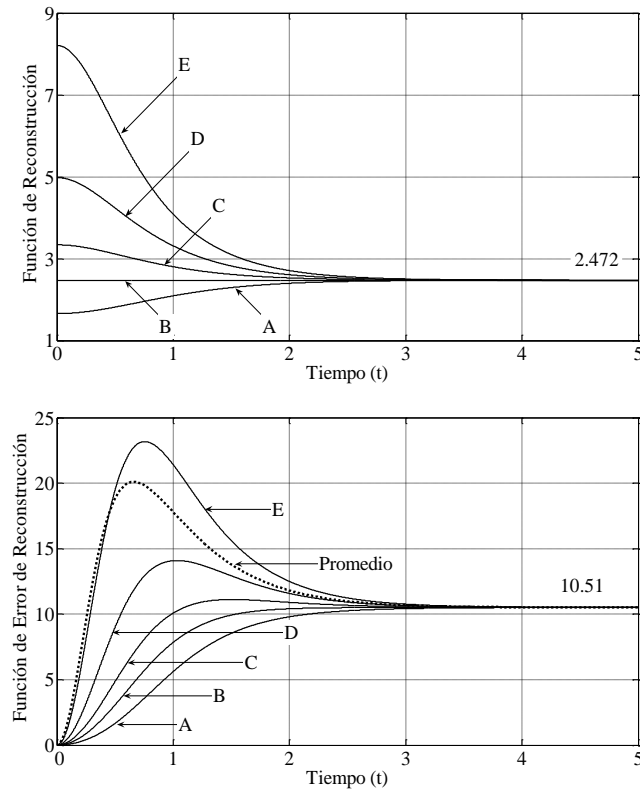 9
7
5
3
1
Función de Reconstrucción
E
D
C
B
A
2.472
0 1 2 3 4 5
Tiempo (t)
25
20
15
10
5
0
Función de Error de Reconstrucción
E
Promedio
D
C
B
A
10.51
0 1 2 3 4 5
Tiempo (t)